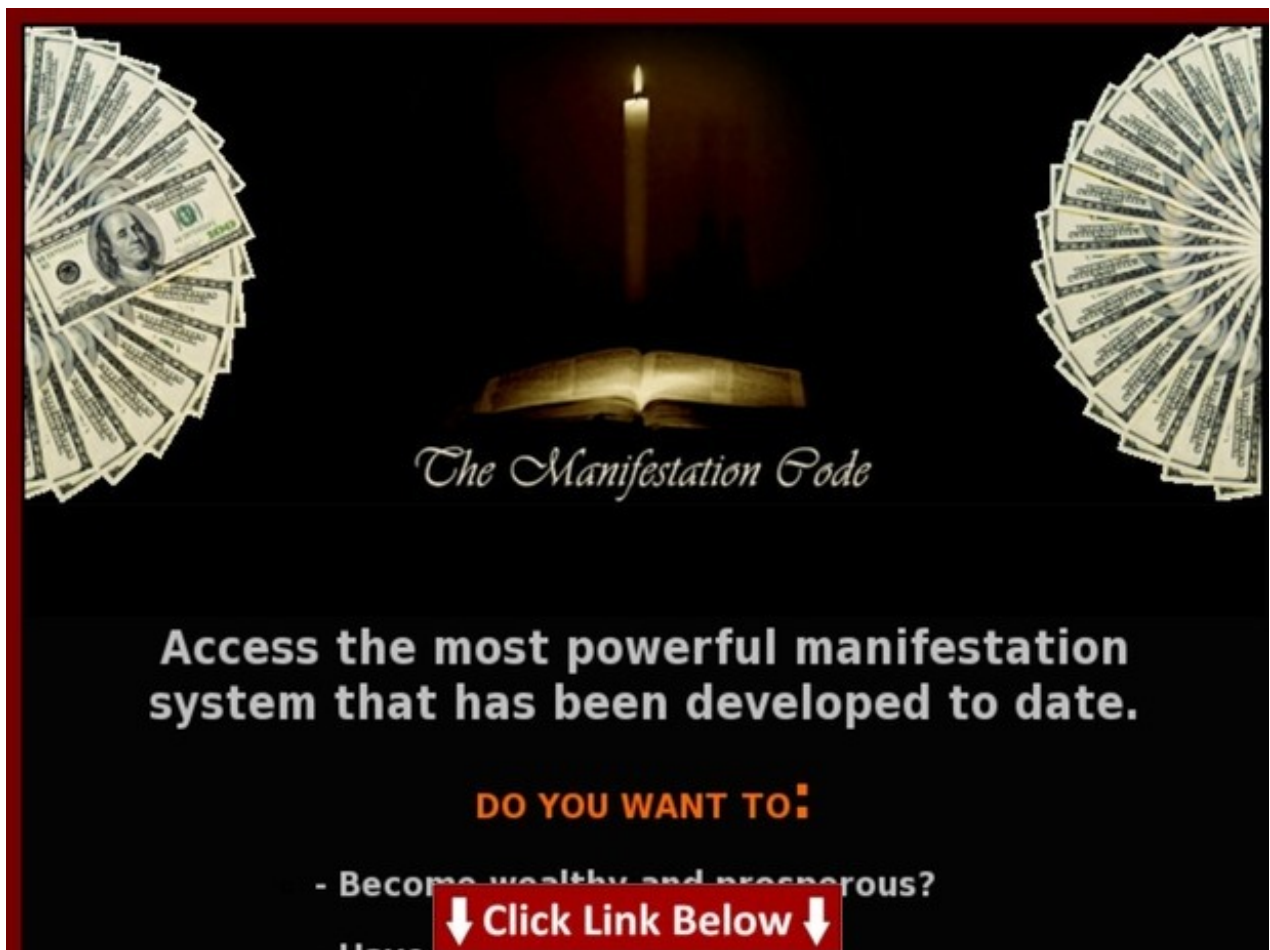 The Manifestation Code
Access the most powerful manifestation
system that has been developed to date.
DO YOU WANT TO:
- Become wealthy and prosperous?
Click Link Below
100